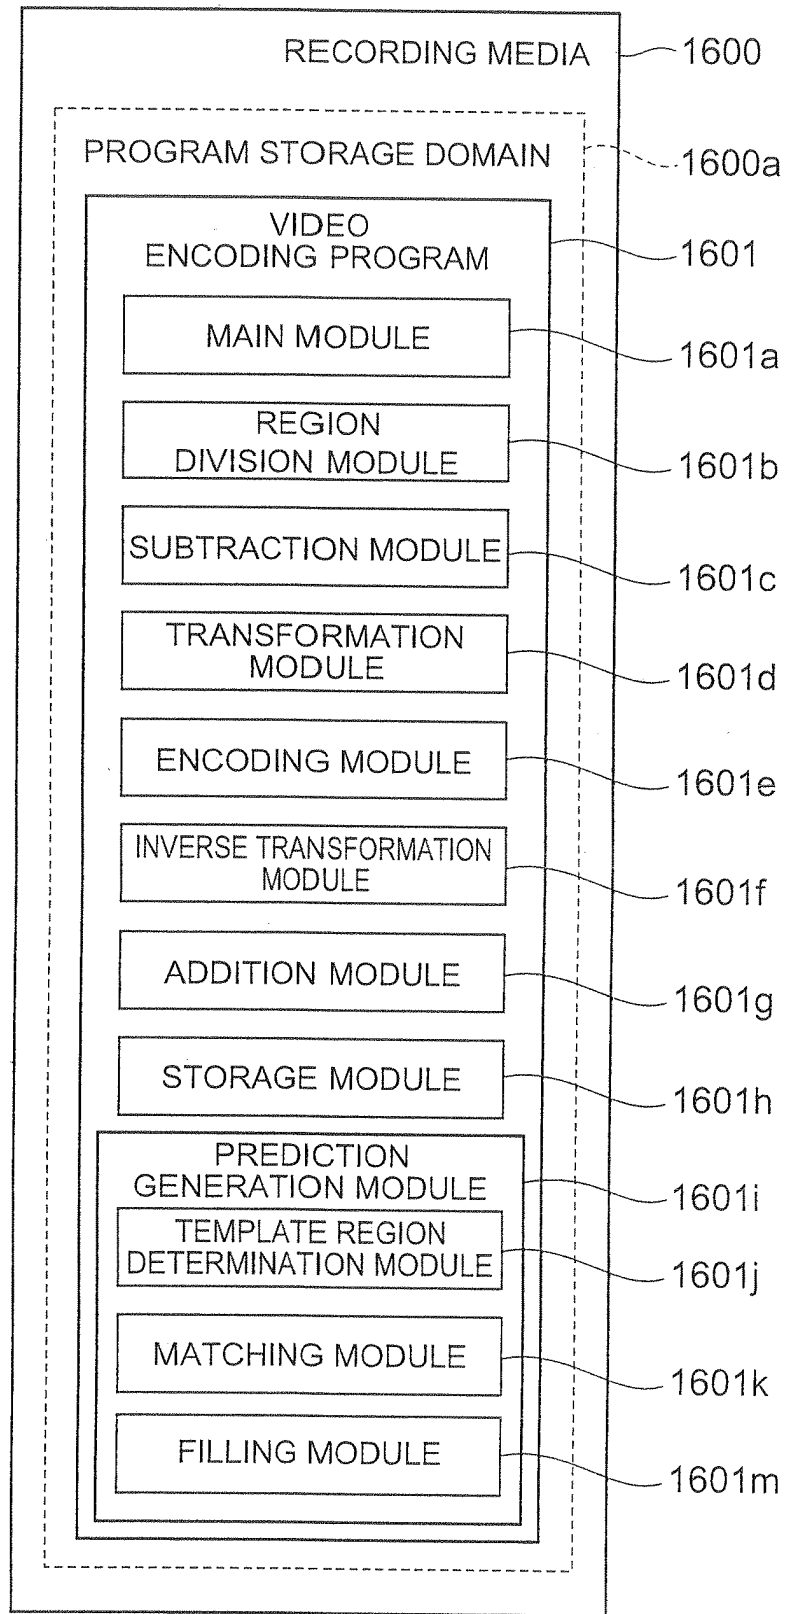 RECORDING MEDIA
1600
PROGRAM STORAGE DOMAIN
1600a
VIDEO
ENCODING PROGRAM
1601
MAIN MODULE
1601a
REGION
DIVISION MODULE
1601b
SUBTRACTION MODULE
1601c
TRANSFORMATION
MODULE
1601d
ENCODING MODULE
1601e
INVERSE TRANSFORMATION
MODULE
1601f
ADDITION MODULE
1601g
STORAGE MODULE
1601h
PREDICTION
GENERATION MODULE
1601i
TEMPLATE REGION
DETERMINATION MODULE
1601j
MATCHING MODULE
1601k
FILLING MODULE
1601m